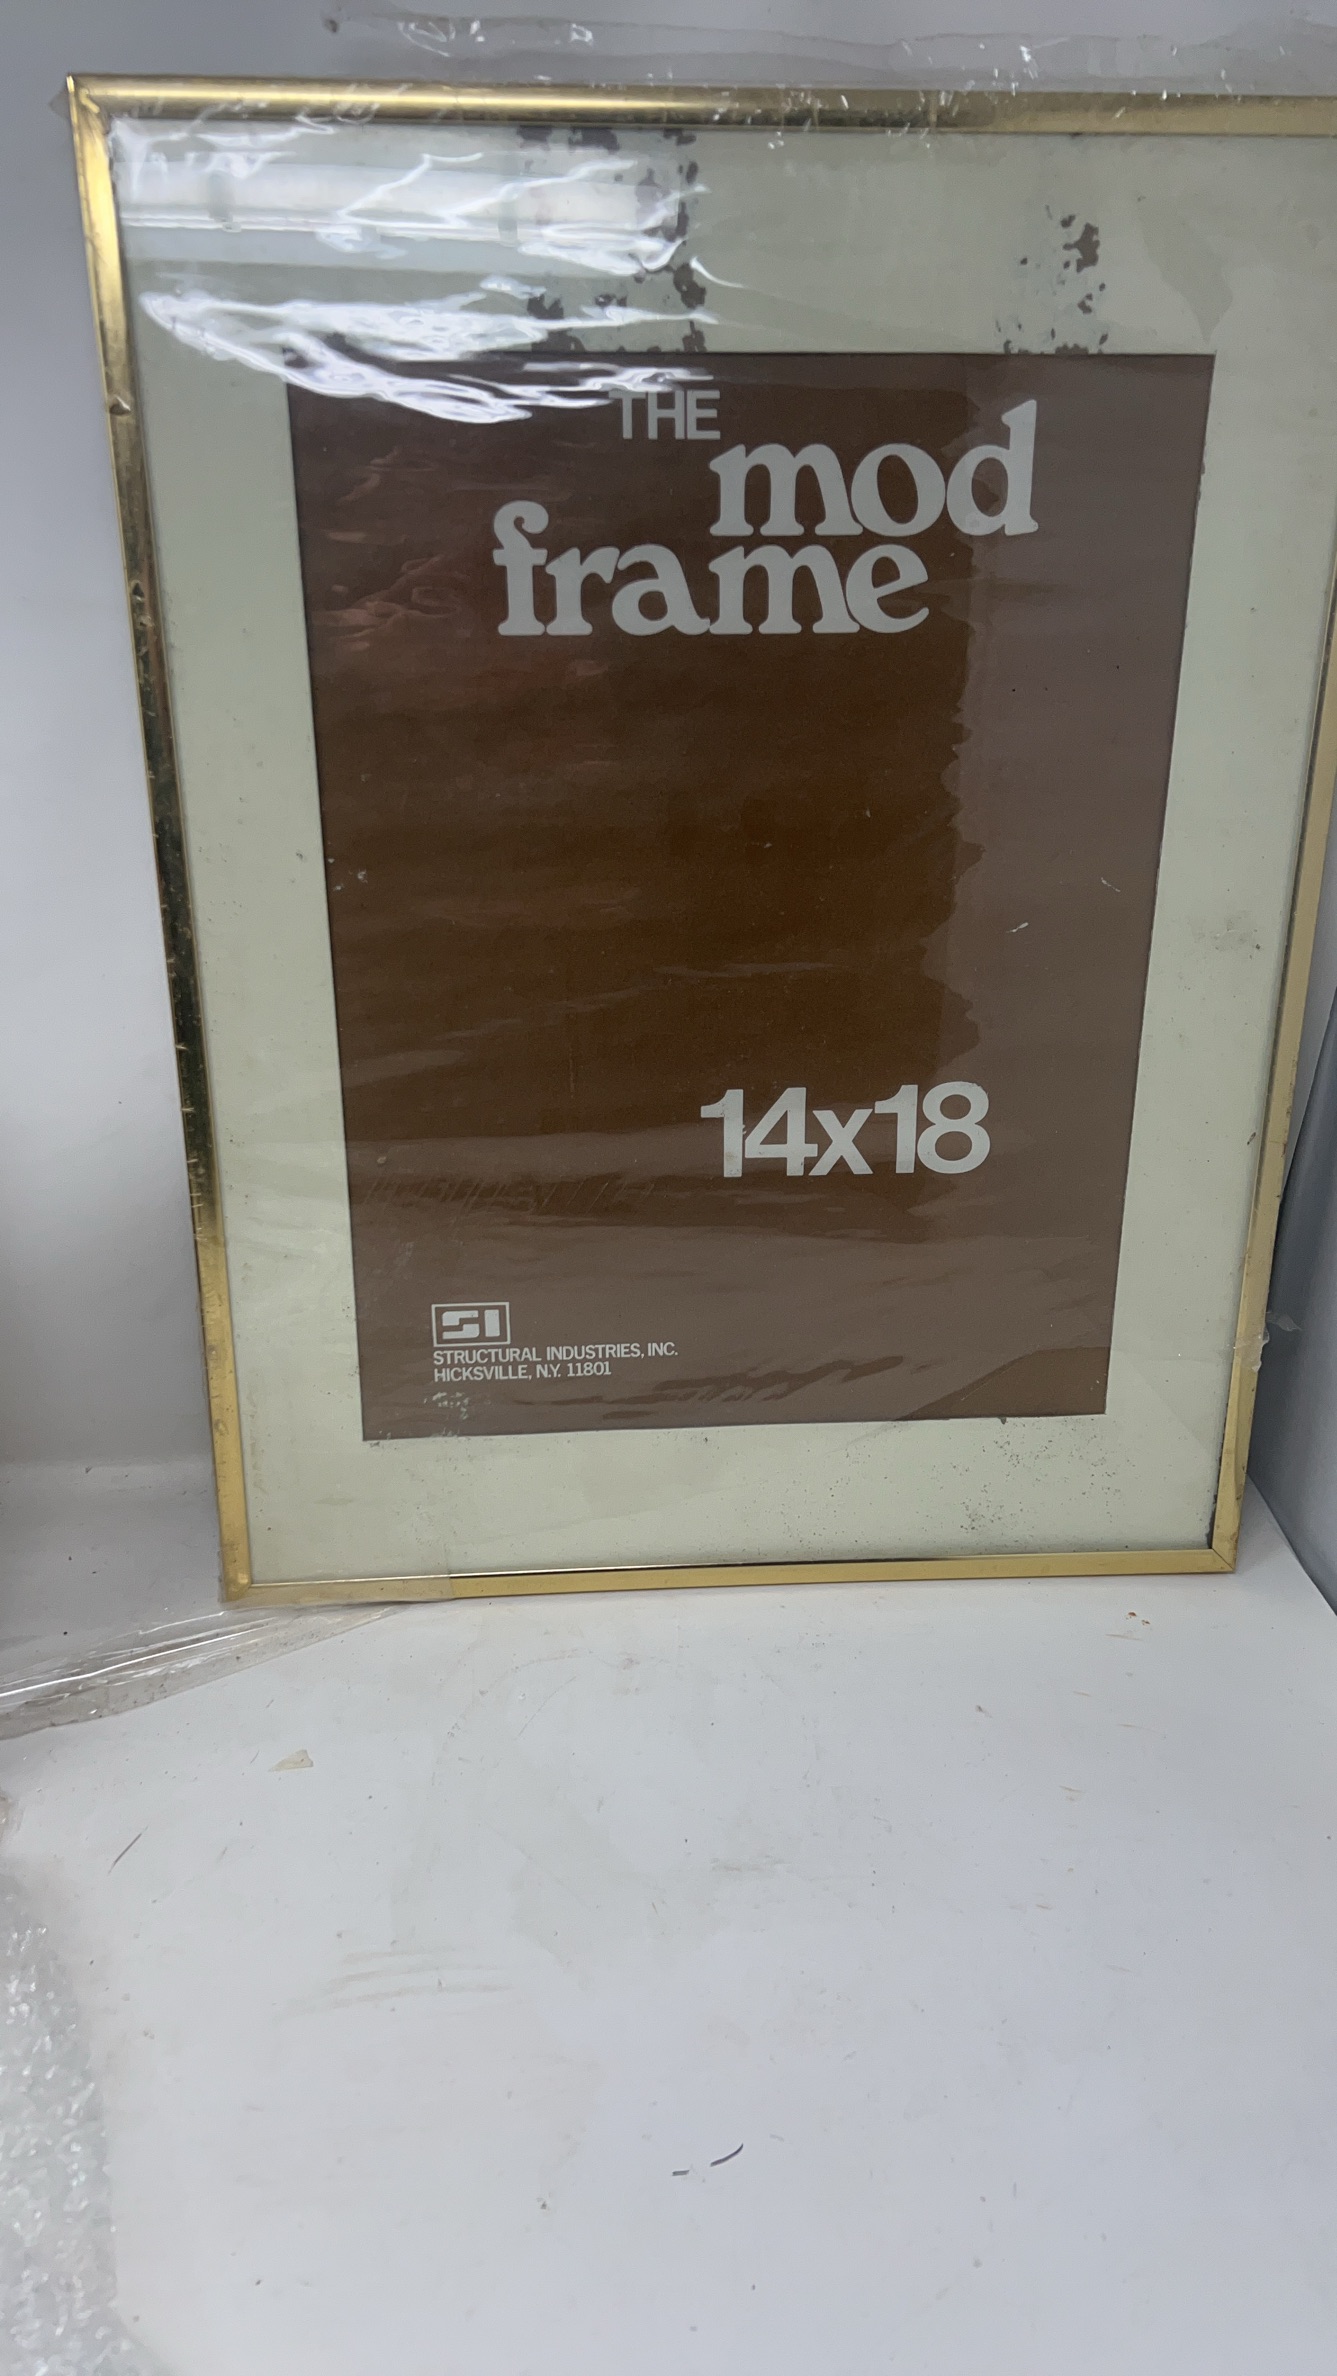 THE
mod
frame
14x18
SI
STRUCTURAL INDUSTRIES, INC.
HICKSVILLE, N.Y. 11801